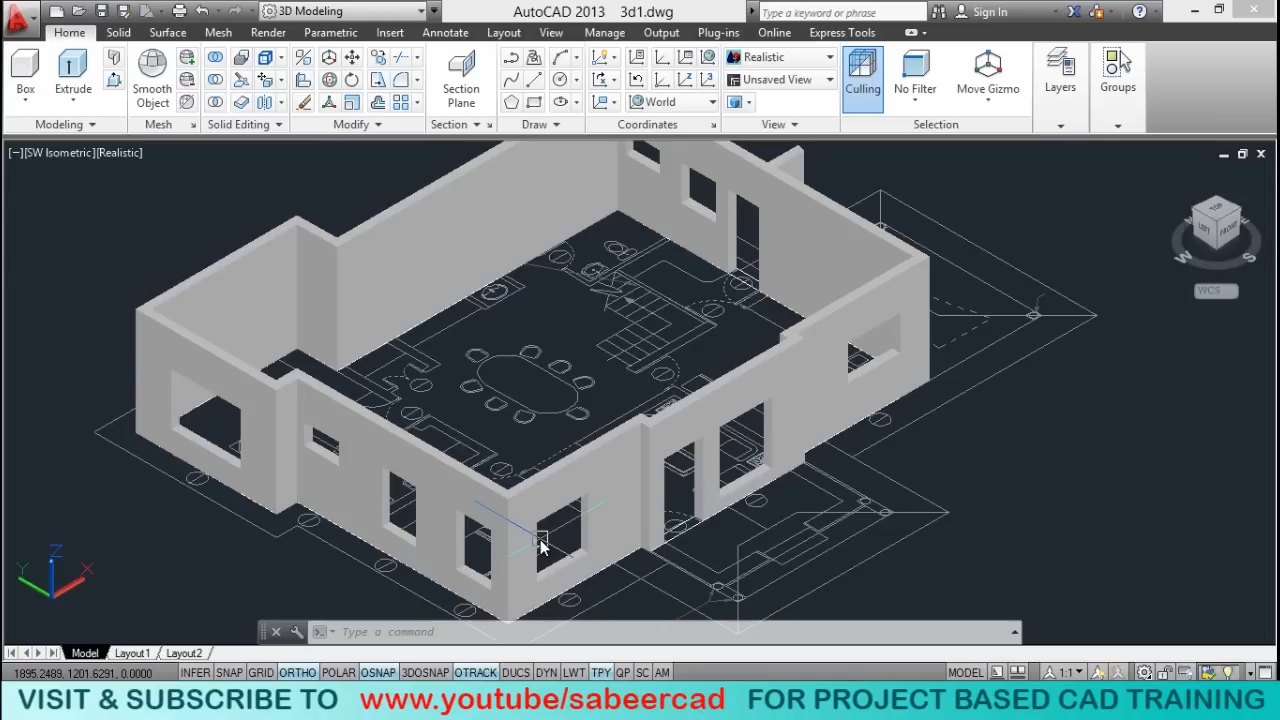 3D Modeling
AutoCAD 2013 3d1.dwg
Type a keyword or phrase
Sign In
Home Solid Surface Mesh Render Parametric Insert Annotate Layout View Manage Output Plug-ins Online Express Tools
Box
Extrude
Smooth
Object
Section
Plane
Realistic
Unsaved View
World
Culling
No Filter
Move Gizmo
Layers
Groups
Modeling Mesh Solid Editing Modify Section Draw Coordinates View Selection
[−][SW Isometric][Realistic]
TOP
LEFT
FRONT
W
S
WCS
Z
Y
X
Type a command
Model Layout1 Layout2
1895.2489, 1201.6291, 0.0000
INFER SNAP GRID ORTHO POLAR OSNAP 3DOSNAP OTRACK DUCS DYN LWT TPY QP SC AM
MODEL
1:1
VISIT & SUBSCRIBE TO www.youtube/sabeercad FOR PROJECT BASED CAD TRAINING